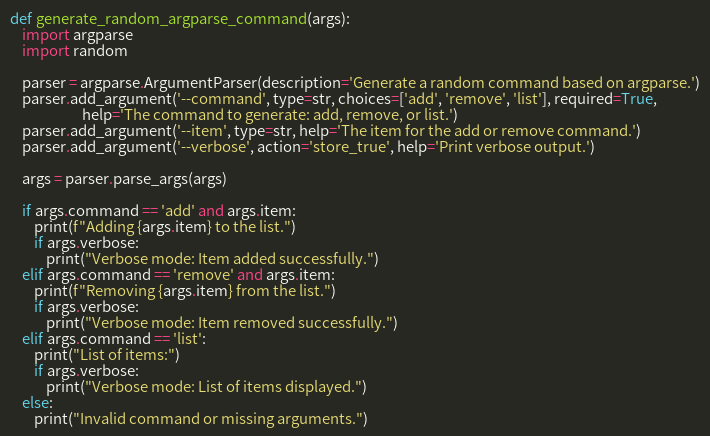 def generate_random_argparse_command(args):
    import argparse
    import random

    parser = argparse.ArgumentParser(description='Generate a random command based on argparse.')
    parser.add_argument('--command', type=str, choices=['add', 'remove', 'list'], required=True,
                        help='The command to generate: add, remove, or list.')
    parser.add_argument('--item', type=str, help='The item for the add or remove command.')
    parser.add_argument('--verbose', action='store_true', help='Print verbose output.')

    args = parser.parse_args(args)

    if args.command == 'add' and args.item:
        print(f"Adding {args.item} to the list.")
        if args.verbose:
            print("Verbose mode: Item added successfully.")
    elif args.command == 'remove' and args.item:
        print(f"Removing {args.item} from the list.")
        if args.verbose:
            print("Verbose mode: Item removed successfully.")
    elif args.command == 'list':
        print("List of items:")
        if args.verbose:
            print("Verbose mode: List of items displayed.")
    else:
        print("Invalid command or missing arguments.")